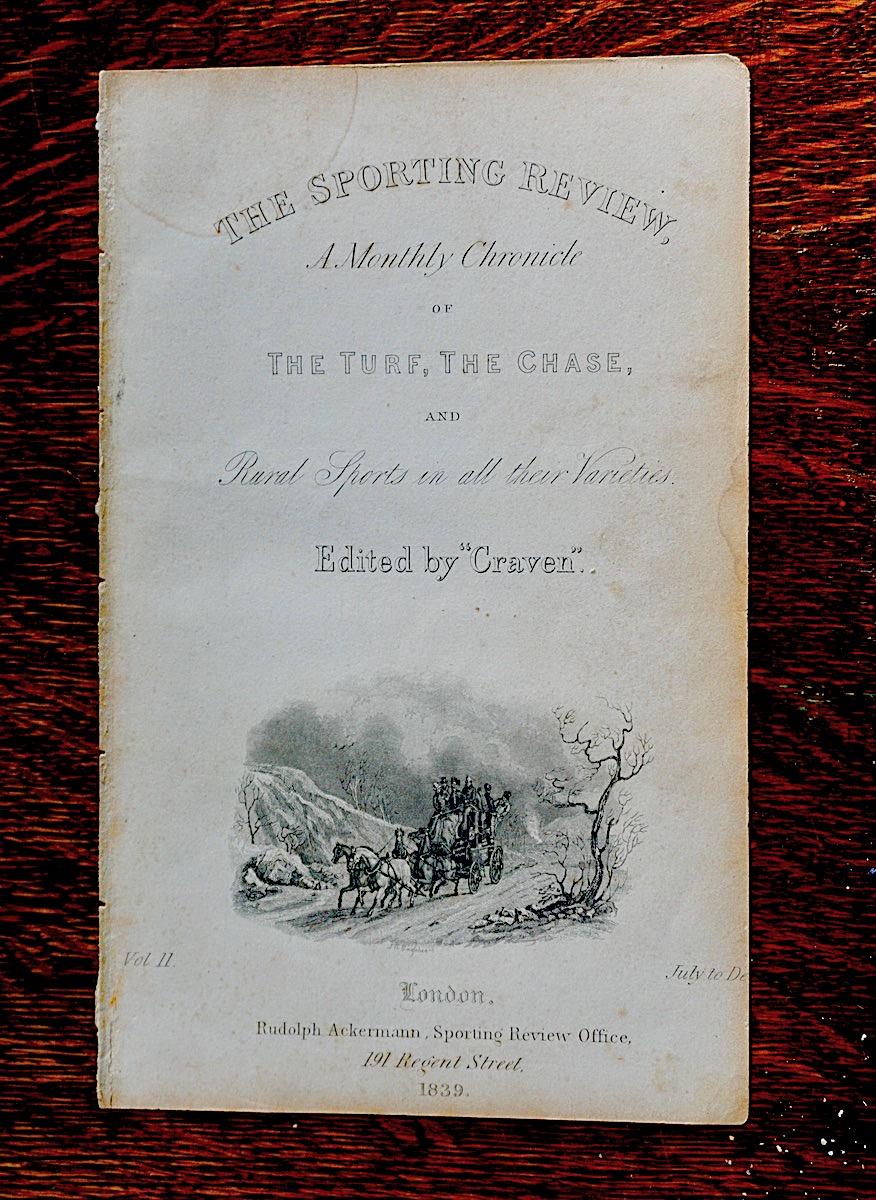 THE SPORTING REVIEW,
A Monthly Chronicle
OF
THE TURF, THE CHASE,
AND
Rural Sports in all their Varieties.
Edited by "Craven".
Vol II.
July to De
London.
Rudolph Ackermann, Sporting Review Office,
191 Regent Street,
1839.